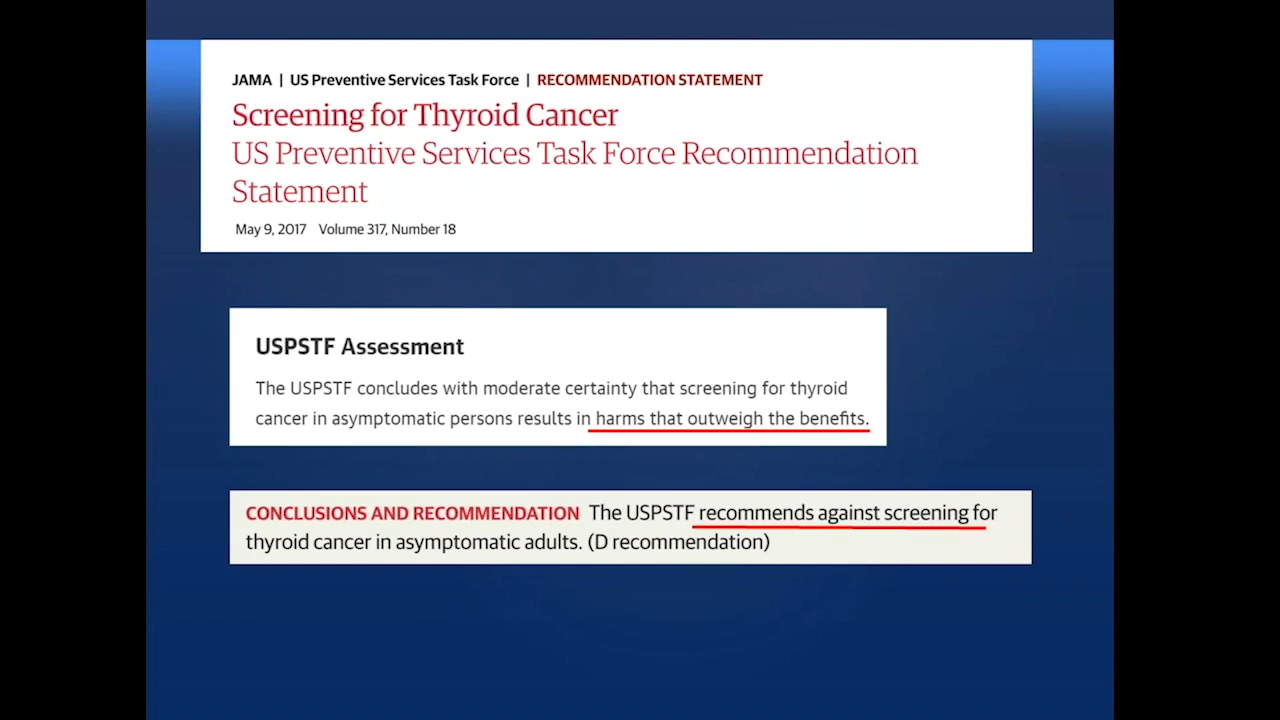 JAMA | US Preventive Services Task Force | RECOMMENDATION STATEMENT
Screening for Thyroid Cancer
US Preventive Services Task Force Recommendation
Statement
May 9, 2017 Volume 317, Number 18
USPSTF Assessment
The USPSTF concludes with moderate certainty that screening for thyroid
cancer in asymptomatic persons results in harms that outweigh the benefits.
CONCLUSIONS AND RECOMMENDATION The USPSTF recommends against screening for
thyroid cancer in asymptomatic adults. (D recommendation)